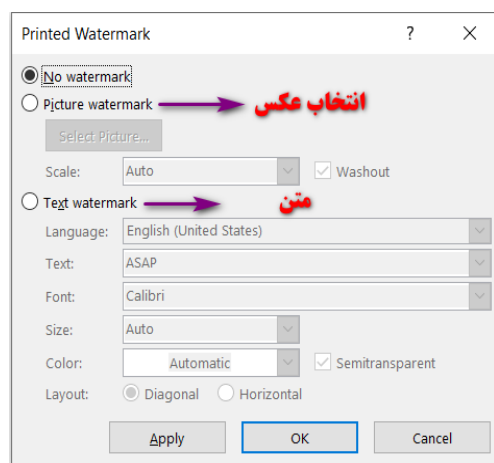 Printed Watermark ? X
No watermark
Picture watermark انتخاب عکس
Select Picture...
Scale: Auto Washout
Text watermark متن
Language: English (United States)
Text: ASAP
Font: Calibri
Size: Auto
Color: Automatic Semitransparent
Layout: Diagonal Horizontal
Apply OK Cancel